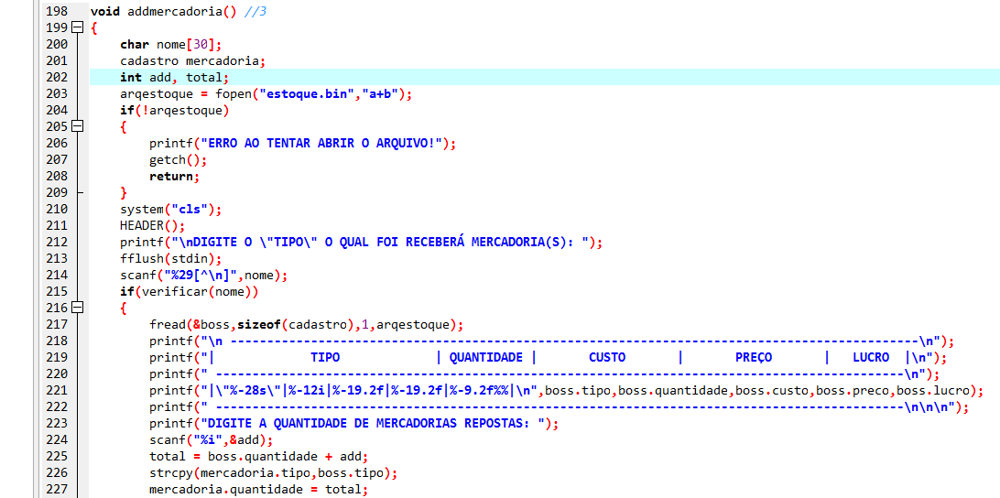 198 void addmercadoria() //3
199 {
200 char nome[30];
201 cadastro mercadoria;
202 int add, total;
203 arqestoque = fopen("estoque.bin","a+b");
204 if(!arqestoque)
205 {
206 printf("ERRO AO TENTAR ABRIR O ARQUIVO!");
207 getch();
208 return;
209 }
210 system("cls");
211 HEADER();
212 printf("\nDIGITE O \"TIPO\" O QUAL FOI RECEBERÁ MERCADORIA(S): ");
213 fflush(stdin);
214 scanf("%29[^\n]",nome);
215 if(verificar(nome))
216 {
217 fread(&boss,sizeof(cadastro),1,arqestoque);
218 printf("\n ----------------------------------------------------------------------------------------------\n");
219 printf("| TIPO | QUANTIDADE | CUSTO | PREÇO | LUCRO |\n");
220 printf(" ----------------------------------------------------------------------------------------------\n");
221 printf("|\"%-28s\"|%-12i|%-19.2f|%-19.2f|%-9.2f%%|\n",boss.tipo,boss.quantidade,boss.custo,boss.preco,boss.lucro);
222 printf(" ----------------------------------------------------------------------------------------------\n\n\n");
223 printf("DIGITE A QUANTIDADE DE MERCADORIAS REPOSTAS: ");
224 scanf("%i",&add);
225 total = boss.quantidade + add;
226 strcpy(mercadoria.tipo,boss.tipo);
227 mercadoria.quantidade = total;